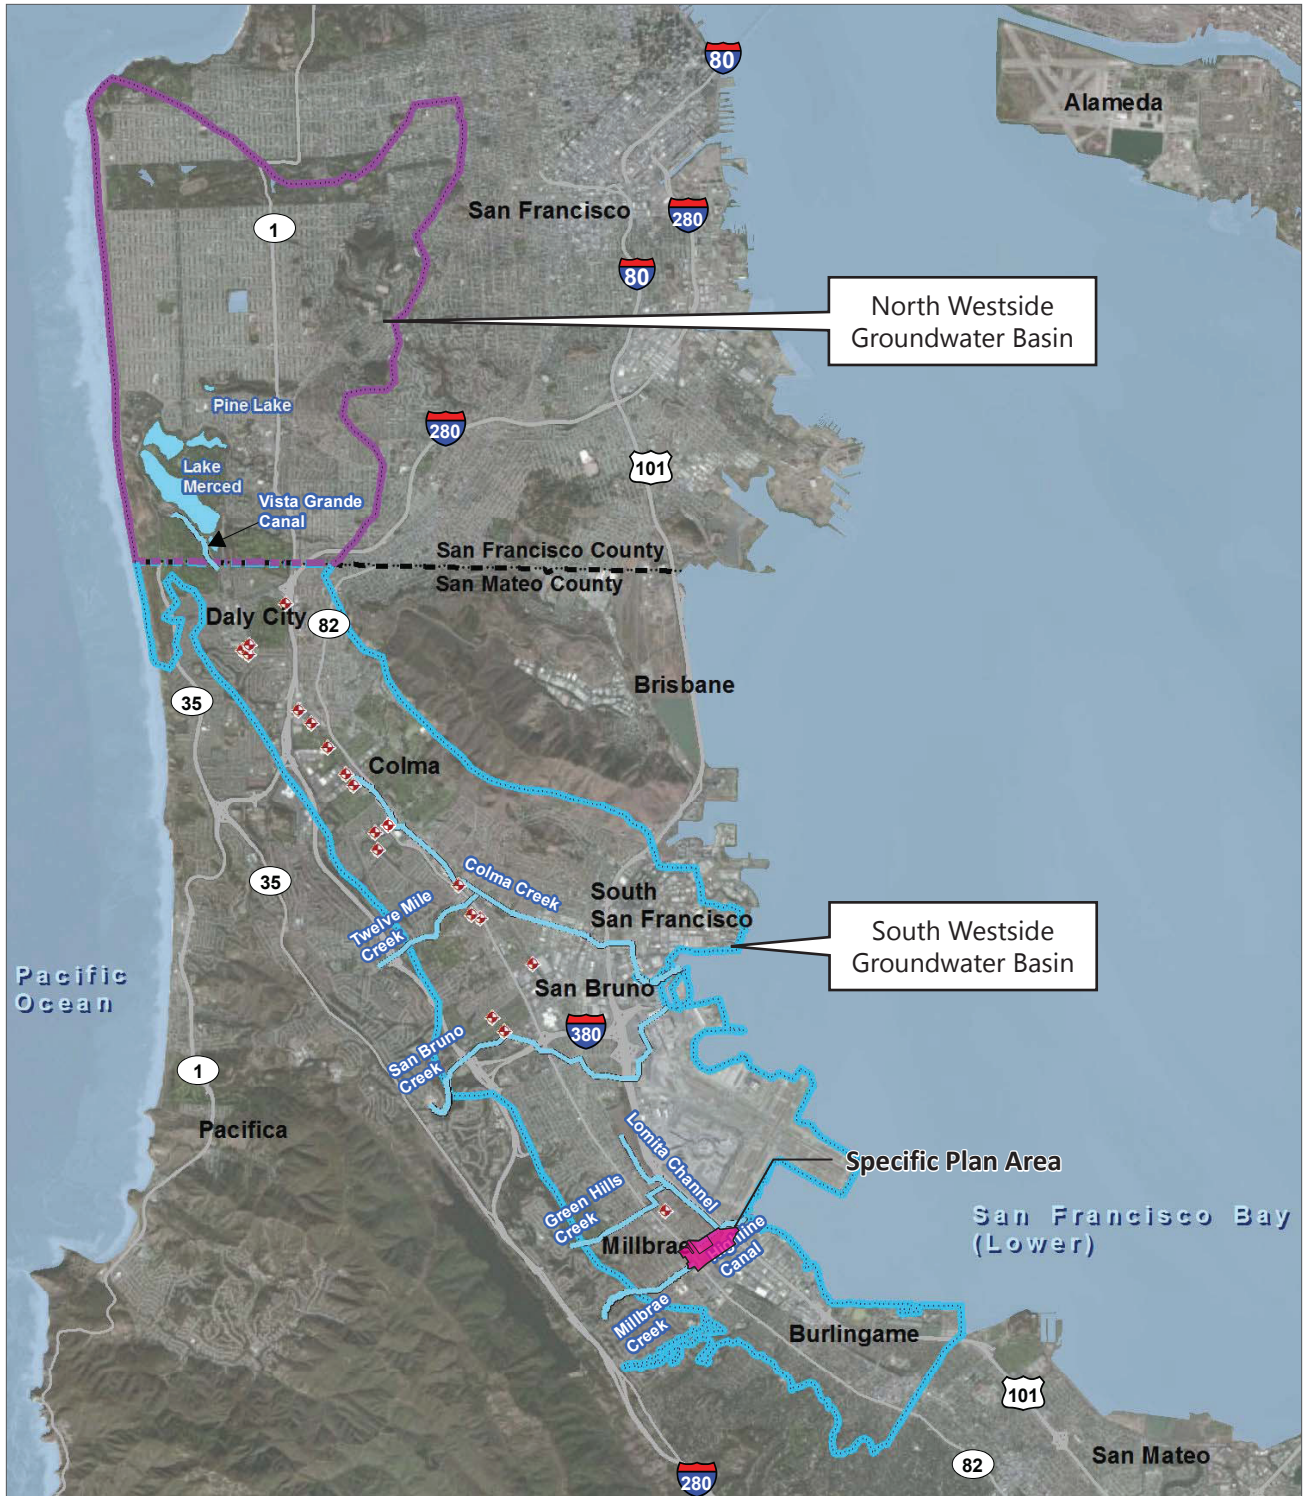 80
Alameda
San Francisco
280
1
80
North Westside
Groundwater Basin
Pine Lake
280
101
Lake
Merced
Vista Grande
Canal
San Francisco County
San Mateo County
Daly City
82
Brisbane
35
Colma
35
Colma Creek
South
San Francisco
Twelve Mile
Creek
South Westside
Groundwater Basin
Pacific
Ocean
San Bruno
380
San Bruno
Creek
1
Pacifica
Lomita Channel
Specific Plan Area
Green Hills
Creek
San Francisco Bay
(Lower)
Millbrae
Canal
Millbrae
Creek
Burlingame
101
San Mateo
82
280